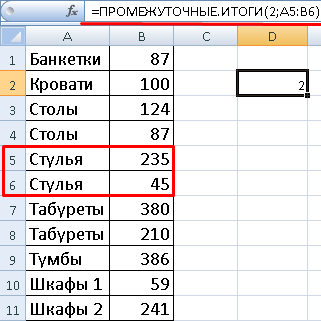 =ПРОМЕЖУТОЧНЫЕ.ИТОГИ(2;A5:B6)
A B C D
1 Банкетки 87
2 Кровати 100 2
3 Столы 124
4 Столы 87
5 Стулья 235
6 Стулья 45
7 Табуреты 380
8 Табуреты 210
9 Тумбы 386
10 Шкафы 1 59
11 Шкафы 2 241